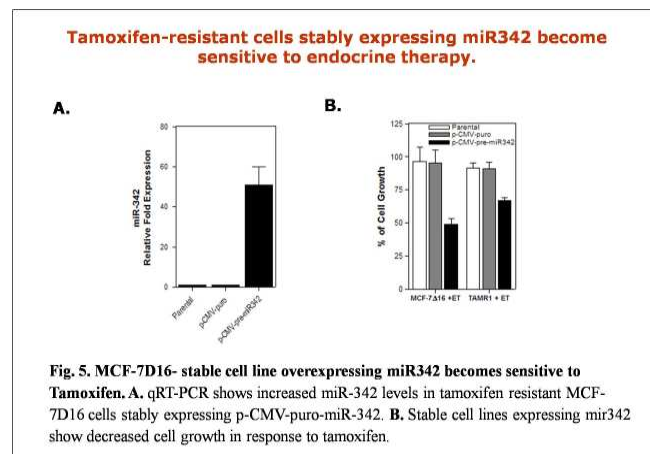 Tamoxifen-resistant cells stably expressing miR342 become
sensitive to endocrine therapy.
A.
miR-342
Relative Fold Expression
80
60
40
20
0
Parental
p-CMV-puro
p-CMV-pre-miR342
B.
% of Cell Growth
125
100
75
50
25
0
Parental
p-CMV-puro
p-CMV-pre-miR342
MCF-7Δ16 +ET
TAMR1 + ET
Fig. 5. MCF-7D16- stable cell line overexpressing miR342 becomes sensitive to
Tamoxifen. A. qRT-PCR shows increased miR-342 levels in tamoxifen resistant MCF-
7D16 cells stably expressing p-CMV-puro-miR-342. B. Stable cell lines expressing mir342
show decreased cell growth in response to tamoxifen.